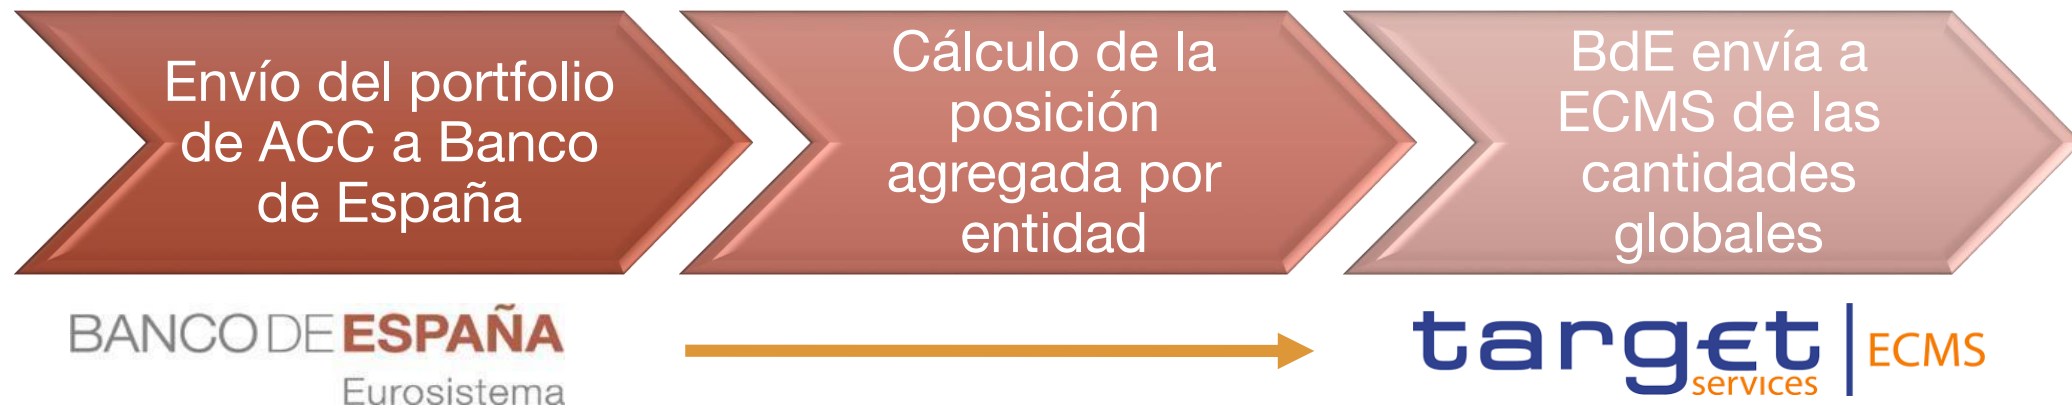 Envío del portfolio
de ACC a Banco
de España
Cálculo de la
posición
agregada por
entidad
BdE envía a
ECMS de las
cantidades
globales
BANCO DE ESPAÑA
Eurosistema
target
services
ECMS